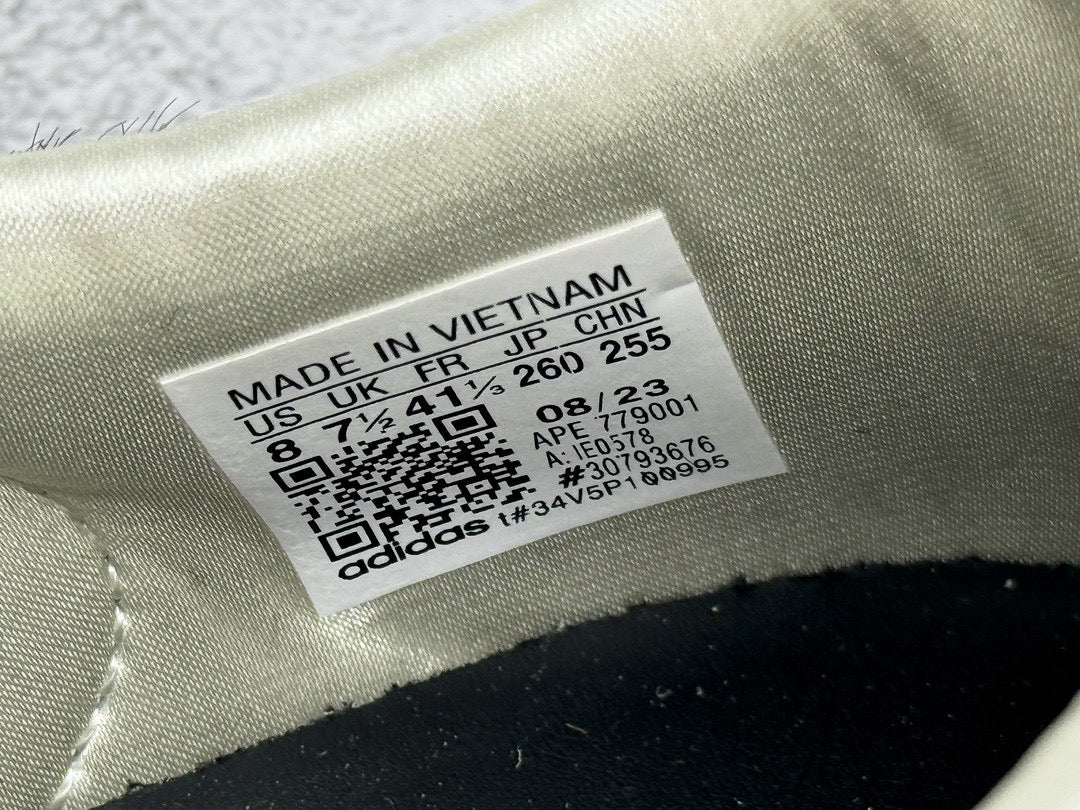 MADE IN VIETNAM
US UK FR JP CHN
8 7½ 41⅓ 260 255
08/23
APE 779001
A: IE0578
#30793676
adidas t#34V5P100995